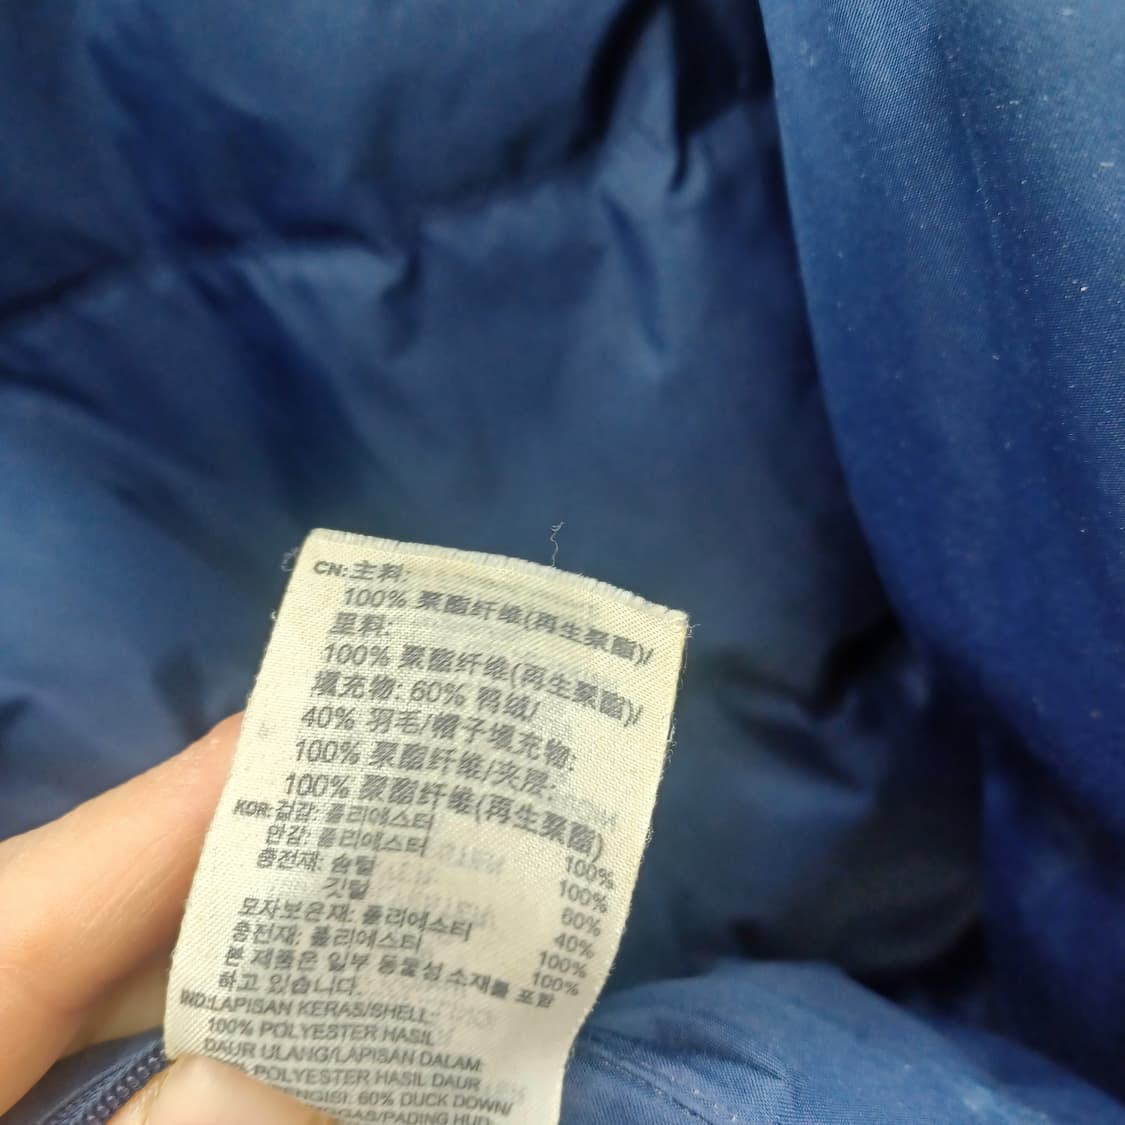 CN:主料:
100% 聚酯纤维(再生聚酯)/
里料:
100% 聚酯纤维(再生聚酯)/
填充物: 60% 鸭绒/
40% 羽毛/帽子填充物:
100% 聚酯纤维/夹层:
100% 聚酯纤维(再生聚酯)
KOR: 겉감: 폴리에스터 100%
안감: 폴리에스터 100%
충전재: 솜털 60%
깃털 40%
모자보온재: 폴리에스터 100%
충전재: 폴리에스터 100%
본 제품은 일부 동물성 소재를 포함
하고 있습니다.
IND:LAPISAN KERAS/SHELL:
100% POLYESTER HASIL
DAUR ULANG/LAPISAN DALAM:
POLYESTER HASIL DAUR
60% DUCK DOWN/